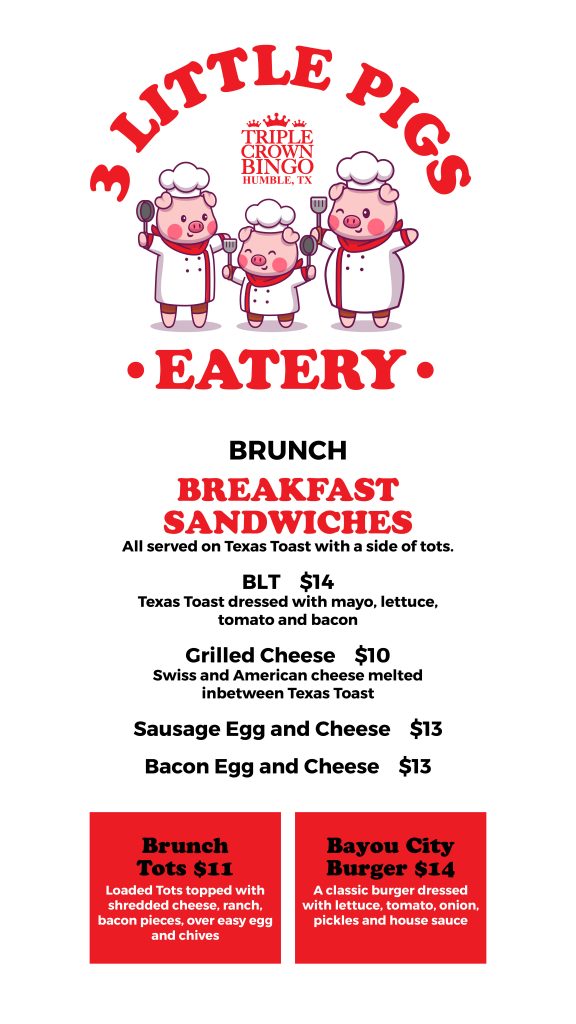 3 LITTLE PIGS
TRIPLE
CROWN
BINGO
HUMBLE, TX
• EATERY •
BRUNCH
BREAKFAST
SANDWICHES
All served on Texas Toast with a side of tots.
BLT $14
Texas Toast dressed with mayo, lettuce,
tomato and bacon
Grilled Cheese $10
Swiss and American cheese melted
inbetween Texas Toast
Sausage Egg and Cheese $13
Bacon Egg and Cheese $13
Brunch
Tots $11
Loaded Tots topped with
shredded cheese, ranch,
bacon pieces, over easy egg
and chives
Bayou City
Burger $14
A classic burger dressed
with lettuce, tomato, onion,
pickles and house sauce